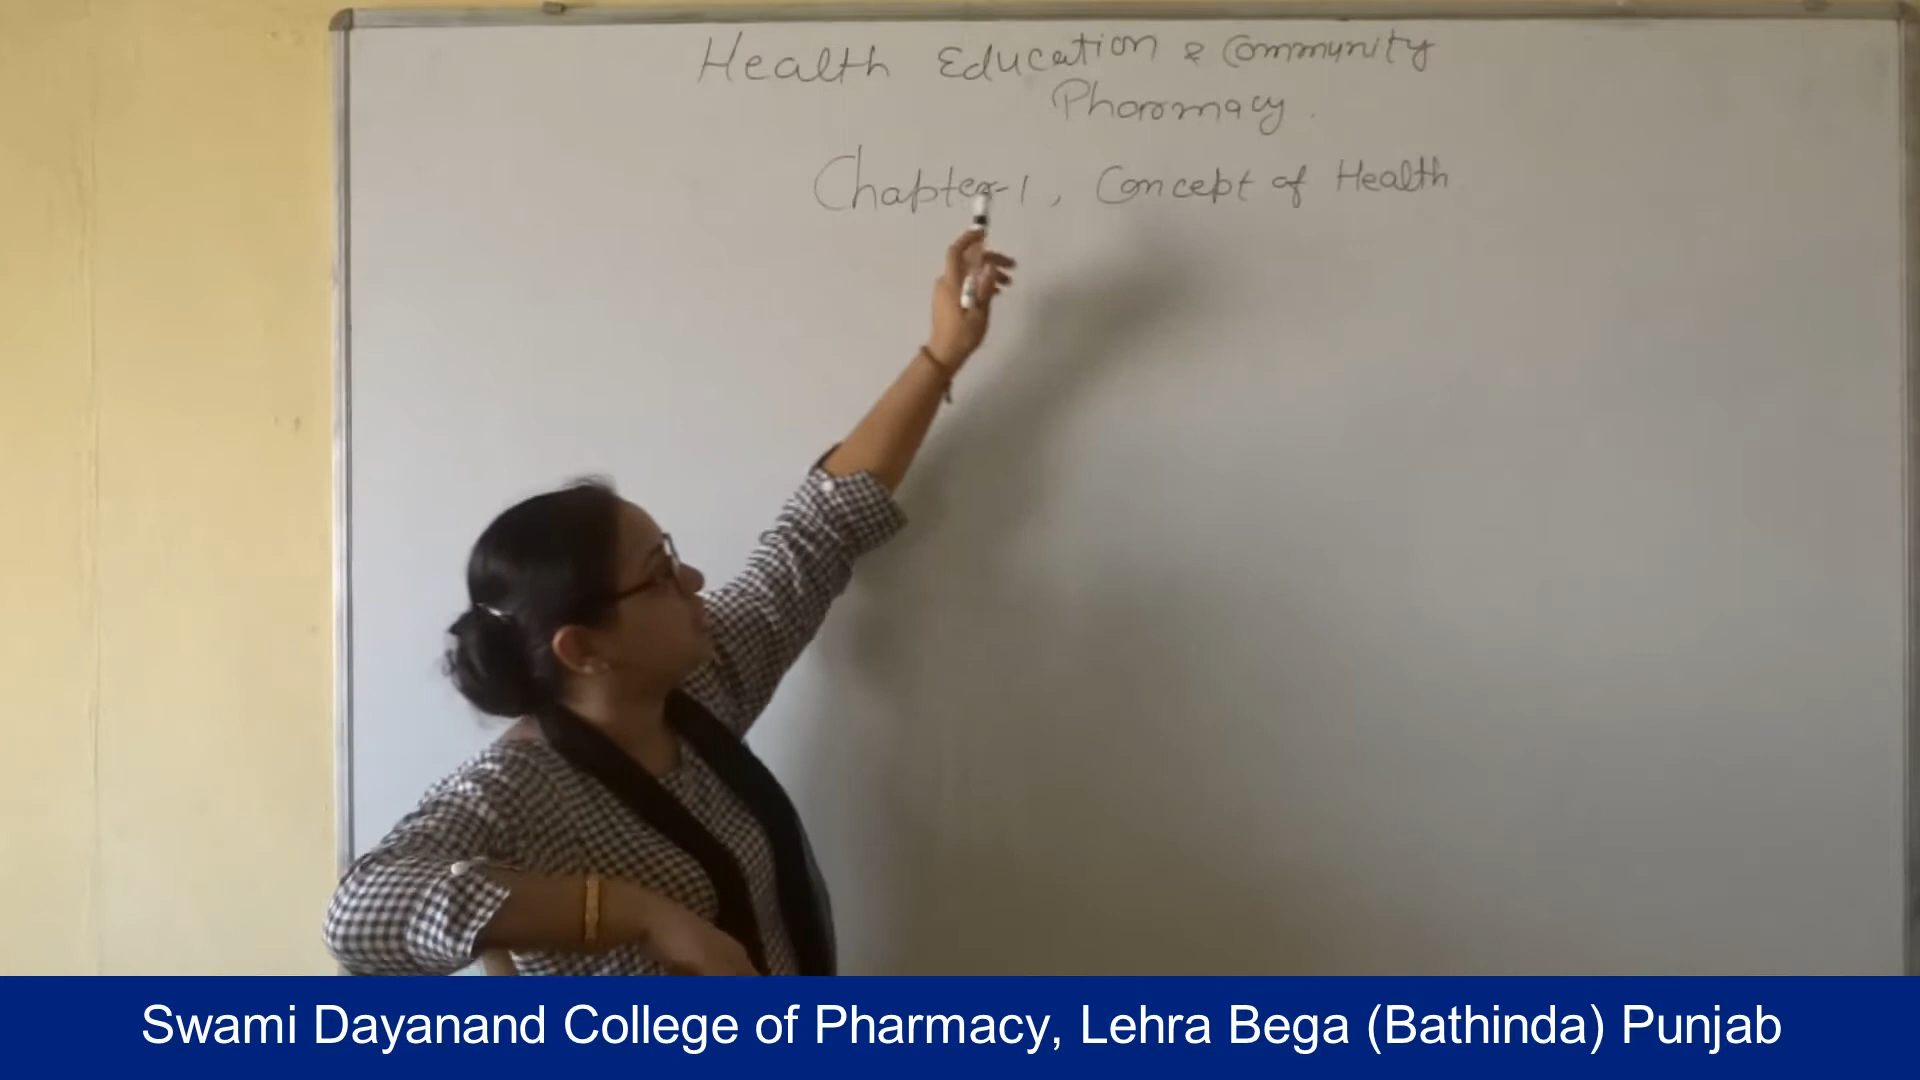 Health Education & Community
Pharmacy.
Chapter-1, Concept of Health
Swami Dayanand College of Pharmacy, Lehra Bega (Bathinda) Punjab